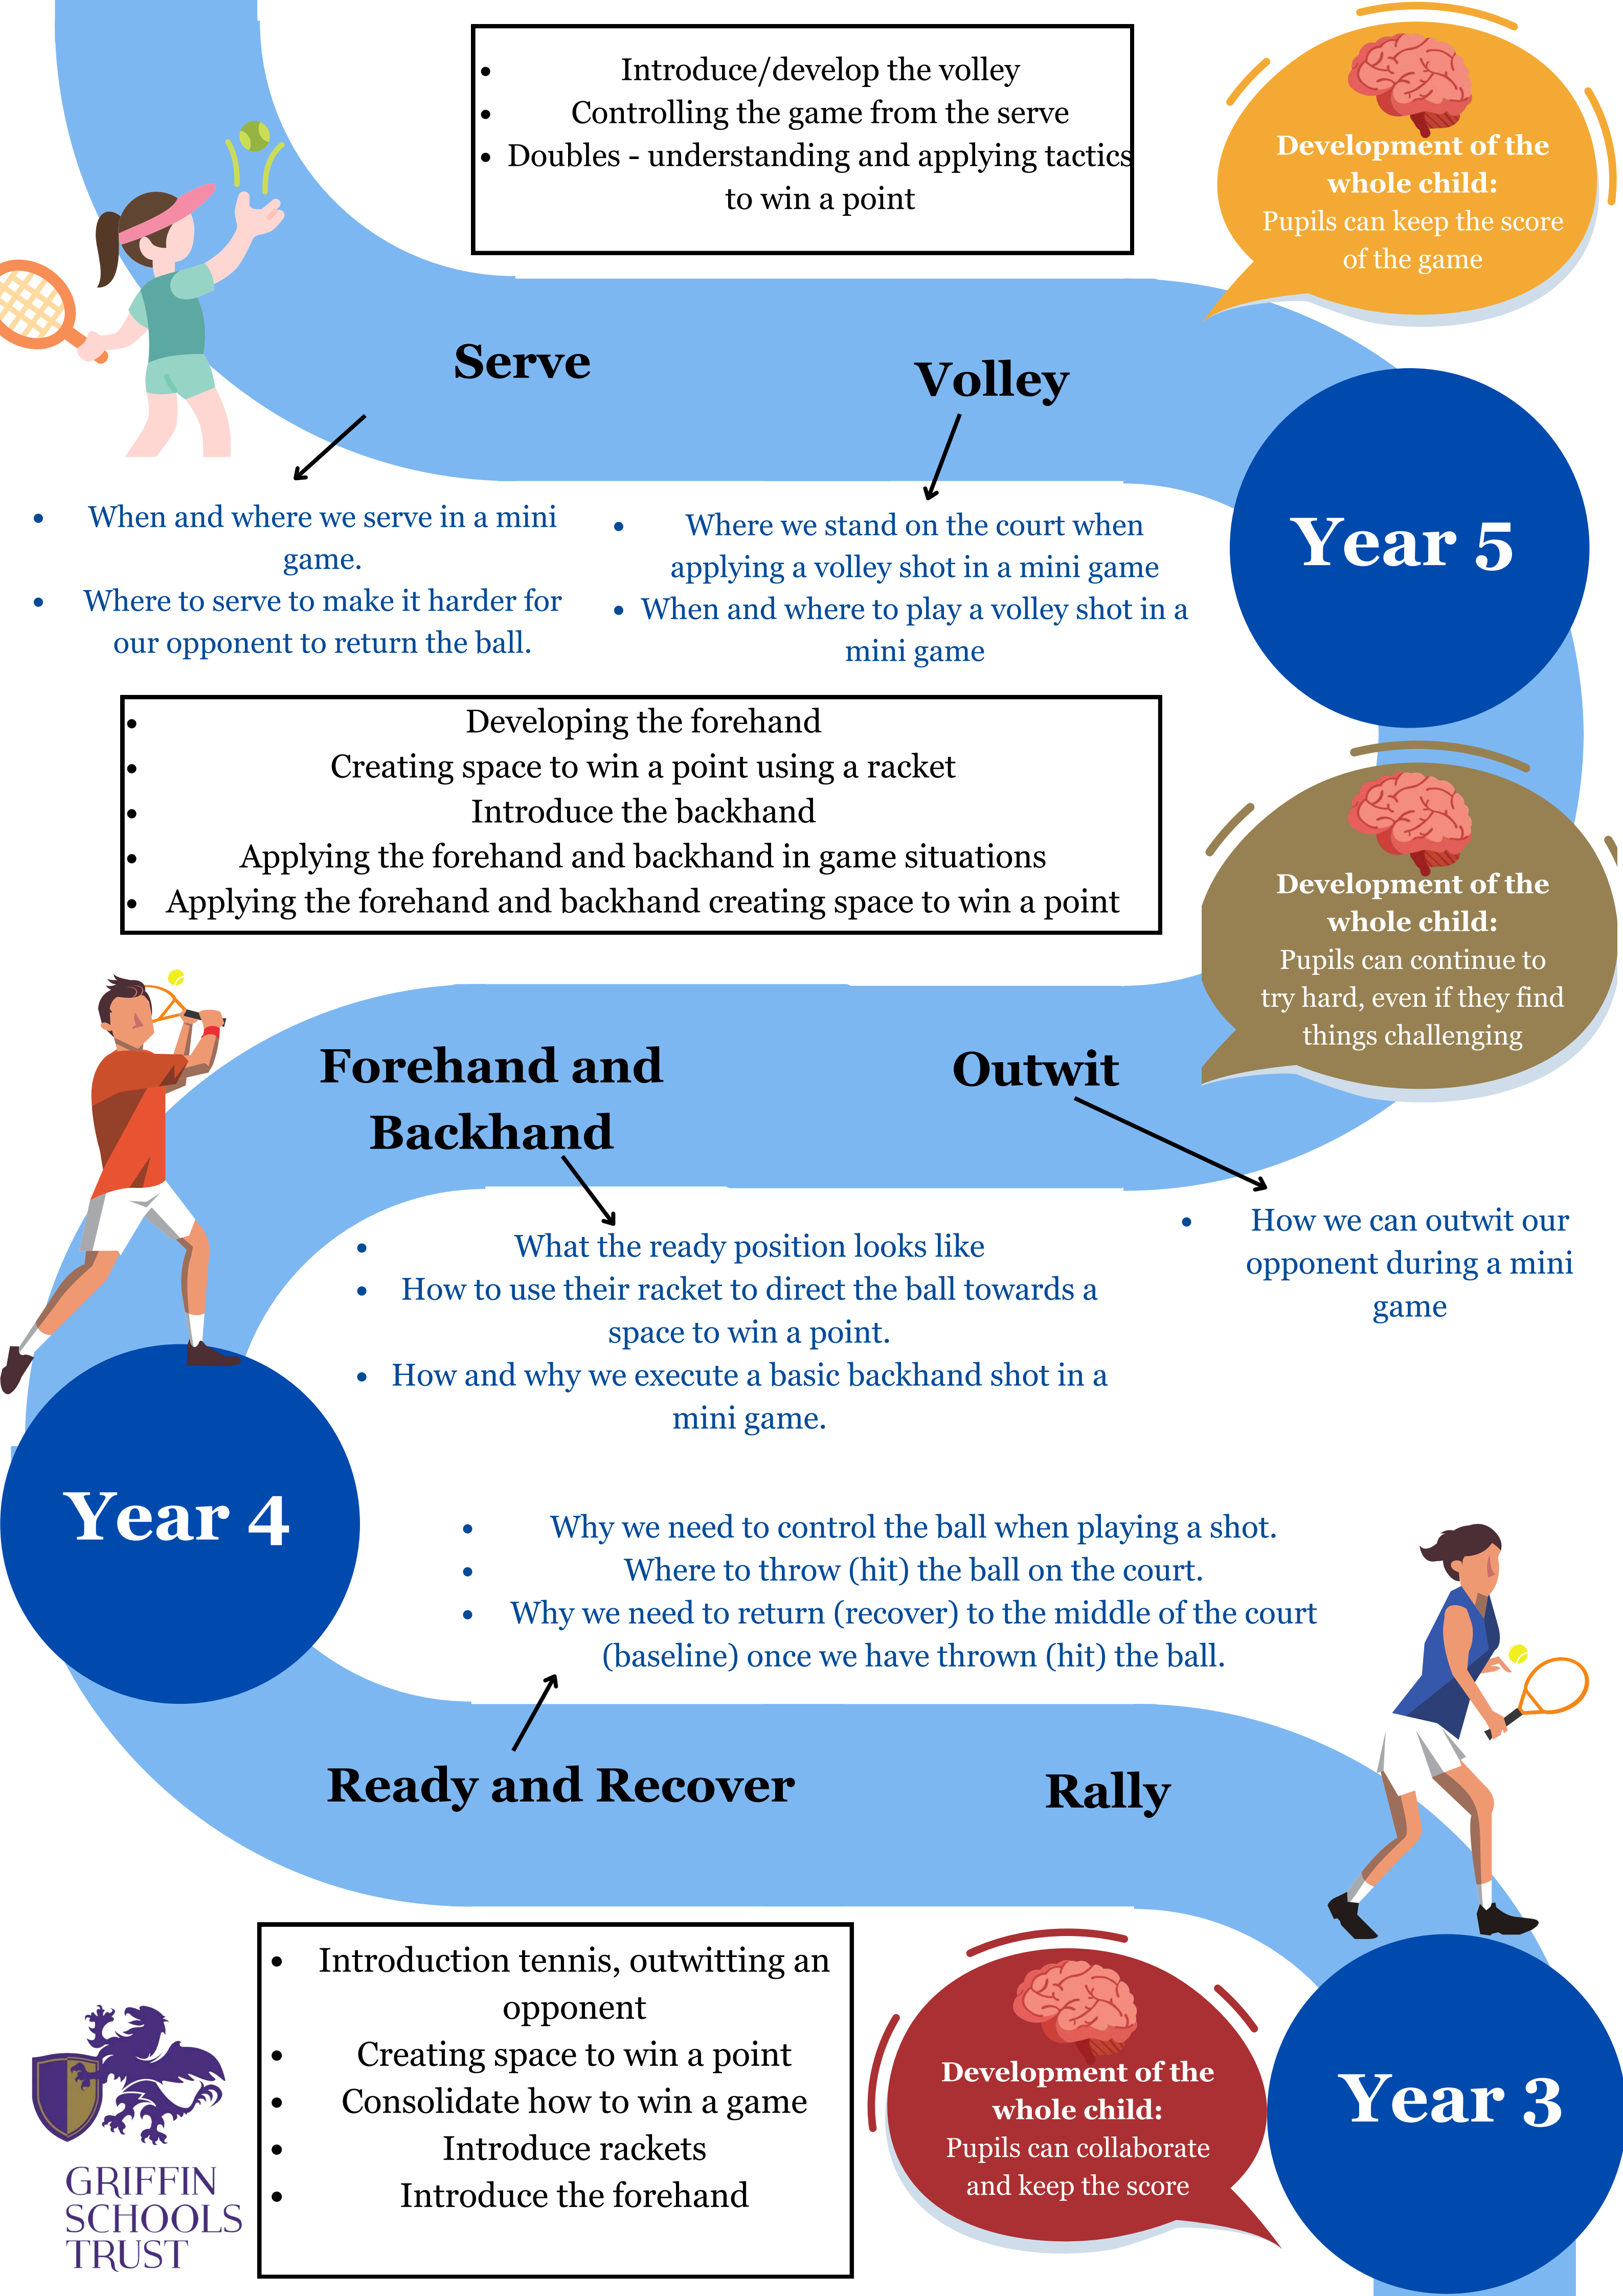 • Introduce/develop the volley
• Controlling the game from the serve
• Doubles - understanding and applying tactics
to win a point
Development of the
whole child:
Pupils can keep the score
of the game
Serve
Volley
• When and where we serve in a mini
game.
• Where to serve to make it harder for
our opponent to return the ball.
• Where we stand on the court when
applying a volley shot in a mini game
• When and where to play a volley shot in a
mini game
Year 5
• Developing the forehand
• Creating space to win a point using a racket
• Introduce the backhand
• Applying the forehand and backhand in game situations
• Applying the forehand and backhand creating space to win a point
Development of the
whole child:
Pupils can continue to
try hard, even if they find
things challenging
Forehand and
Backhand
Outwit
• What the ready position looks like
• How to use their racket to direct the ball towards a
space to win a point.
• How and why we execute a basic backhand shot in a
mini game.
• How we can outwit our
opponent during a mini
game
Year 4
• Why we need to control the ball when playing a shot.
• Where to throw (hit) the ball on the court.
• Why we need to return (recover) to the middle of the court
(baseline) once we have thrown (hit) the ball.
Ready and Recover
Rally
• Introduction tennis, outwitting an
opponent
• Creating space to win a point
• Consolidate how to win a game
• Introduce rackets
• Introduce the forehand
Development of the
whole child:
Pupils can collaborate
and keep the score
Year 3
GRIFFIN
SCHOOLS
TRUST